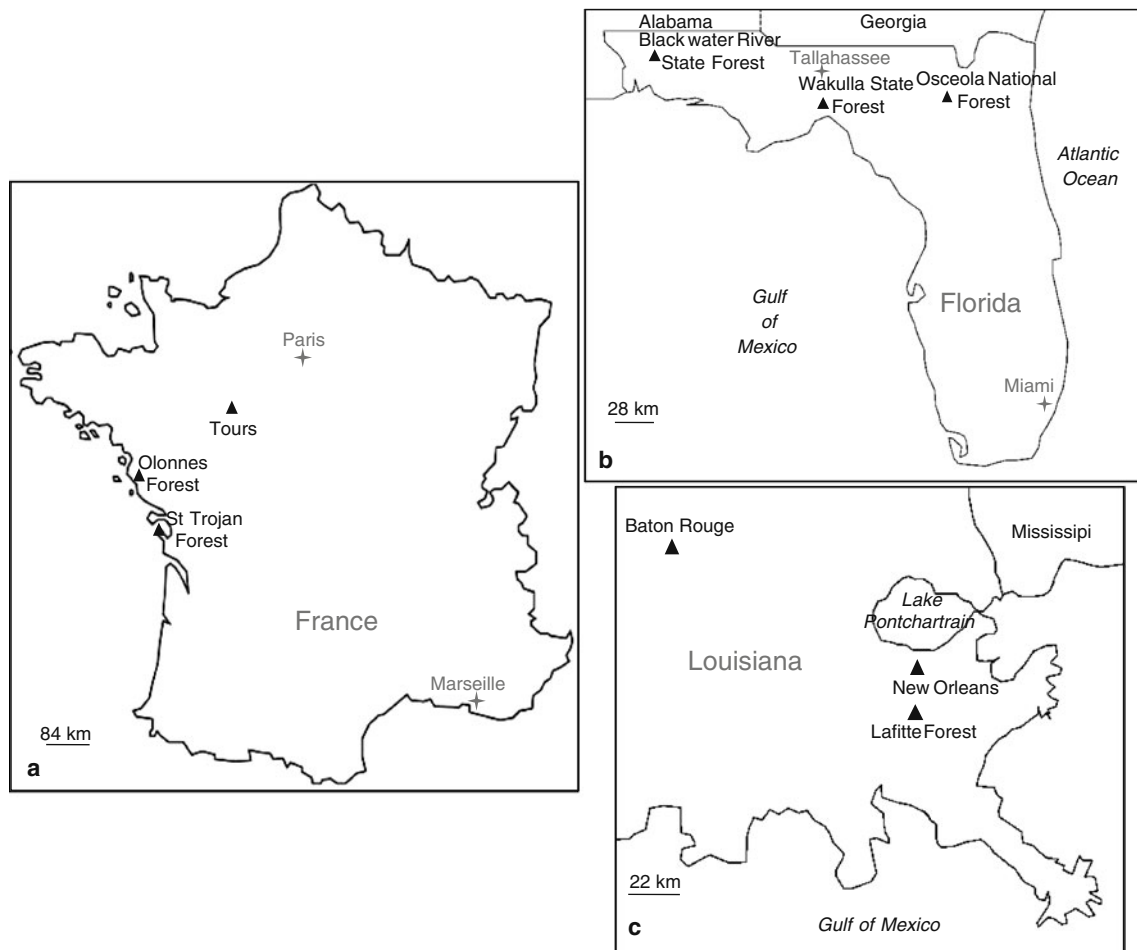 Paris
Tours
Olonnes
Forest
St Trojan
Forest
France
Marseille
84 km
a
Alabama
Georgia
Black water River
State Forest
Tallahassee
Wakulla State
Forest
Osceola National
Forest
Atlantic
Ocean
Gulf
of
Mexico
Florida
Miami
28 km
b
Baton Rouge
Mississipi
Lake
Pontchartrain
Louisiana
New Orleans
Lafitte Forest
22 km
Gulf of Mexico
c